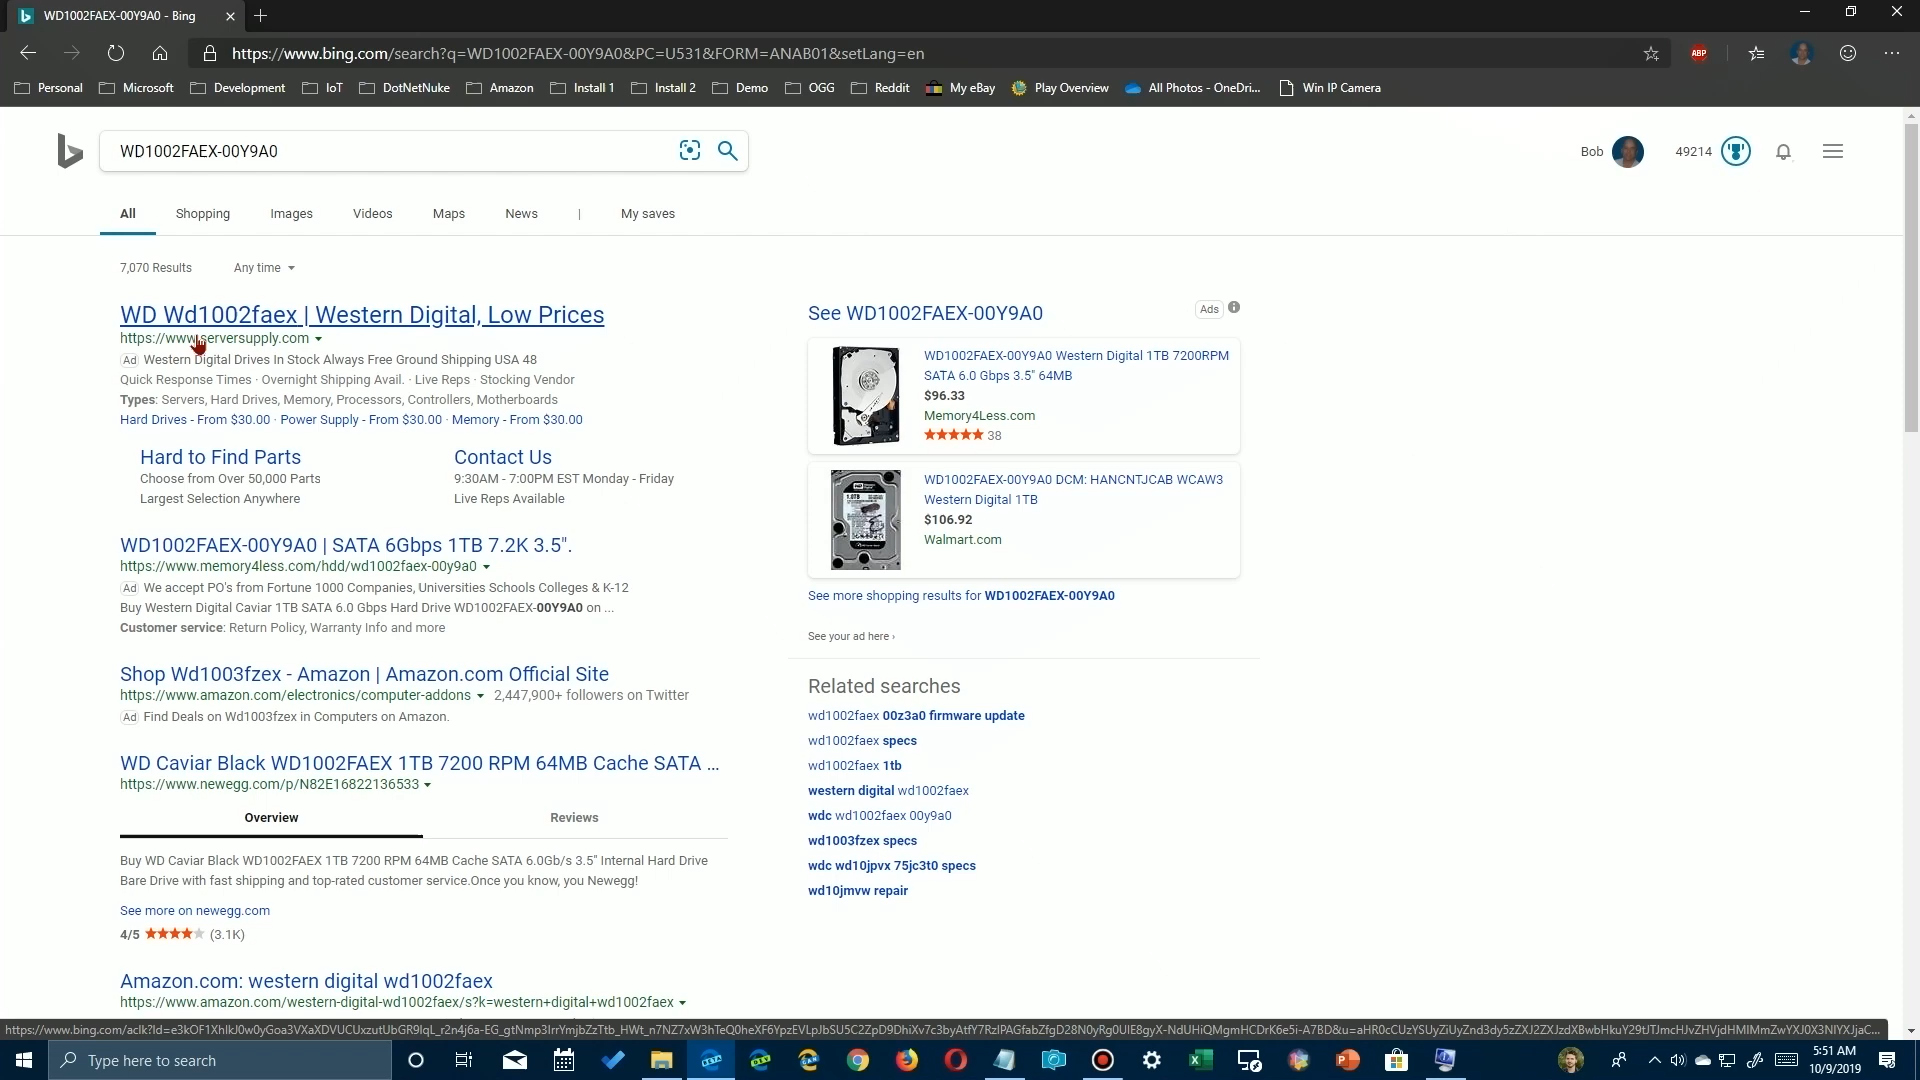 WD1002FAEX-00Y9A0 - Bing
https://www.bing.com/search?q=WD1002FAEX-00Y9A0&PC=U531&FORM=ANAB01&setLang=en
ABP
Personal Microsoft Development IoT DotNetNuke Amazon Install 1 Install 2 Demo OGG Reddit My eBay Play Overview All Photos - OneDri... Win IP Camera
WD1002FAEX-00Y9A0
Bob 49214
All Shopping Images Videos Maps News | My saves
7,070 Results Any time
WD Wd1002faex | Western Digital, Low Prices
https://www.serversupply.com
Ad Western Digital Drives In Stock Always Free Ground Shipping USA 48
Quick Response Times · Overnight Shipping Avail. · Live Reps · Stocking Vendor
Types: Servers, Hard Drives, Memory, Processors, Controllers, Motherboards
Hard Drives - From $30.00 · Power Supply - From $30.00 · Memory - From $30.00
Hard to Find Parts
Choose from Over 50,000 Parts
Largest Selection Anywhere
Contact Us
9:30AM - 7:00PM EST Monday - Friday
Live Reps Available
WD1002FAEX-00Y9A0 | SATA 6Gbps 1TB 7.2K 3.5".
https://www.memory4less.com/hdd/wd1002faex-00y9a0
Ad We accept PO's from Fortune 1000 Companies, Universities Schools Colleges & K-12
Buy Western Digital Caviar 1TB SATA 6.0 Gbps Hard Drive WD1002FAEX-00Y9A0 on ...
Customer service: Return Policy, Warranty Info and more
Shop Wd1003fzex - Amazon | Amazon.com Official Site
https://www.amazon.com/electronics/computer-addons 2,447,900+ followers on Twitter
Ad Find Deals on Wd1003fzex in Computers on Amazon.
WD Caviar Black WD1002FAEX 1TB 7200 RPM 64MB Cache SATA ...
https://www.newegg.com/p/N82E16822136533
Overview Reviews
Buy WD Caviar Black WD1002FAEX 1TB 7200 RPM 64MB Cache SATA 6.0Gb/s 3.5" Internal Hard Drive
Bare Drive with fast shipping and top-rated customer service.Once you know, you Newegg!
See more on newegg.com
4/5 (3.1K)
Amazon.com: western digital wd1002faex
https://www.amazon.com/western-digital-wd1002faex/s?k=western+digital+wd1002faex
See WD1002FAEX-00Y9A0
Ads
WD1002FAEX-00Y9A0 Western Digital 1TB 7200RPM
SATA 6.0 Gbps 3.5" 64MB
$96.33
Memory4Less.com
38
1.0TB
WD1002FAEX-00Y9A0 DCM: HANCNTJCAB WCAW3
Western Digital 1TB
$106.92
Walmart.com
See more shopping results for WD1002FAEX-00Y9A0
See your ad here ›
Related searches
wd1002faex 00z3a0 firmware update
wd1002faex specs
wd1002faex 1tb
western digital wd1002faex
wdc wd1002faex 00y9a0
wd1003fzex specs
wdc wd10jpvx 75jc3t0 specs
wd10jmvw repair
Type here to search
BETA DEV CAN
5:51 AM
10/9/2019